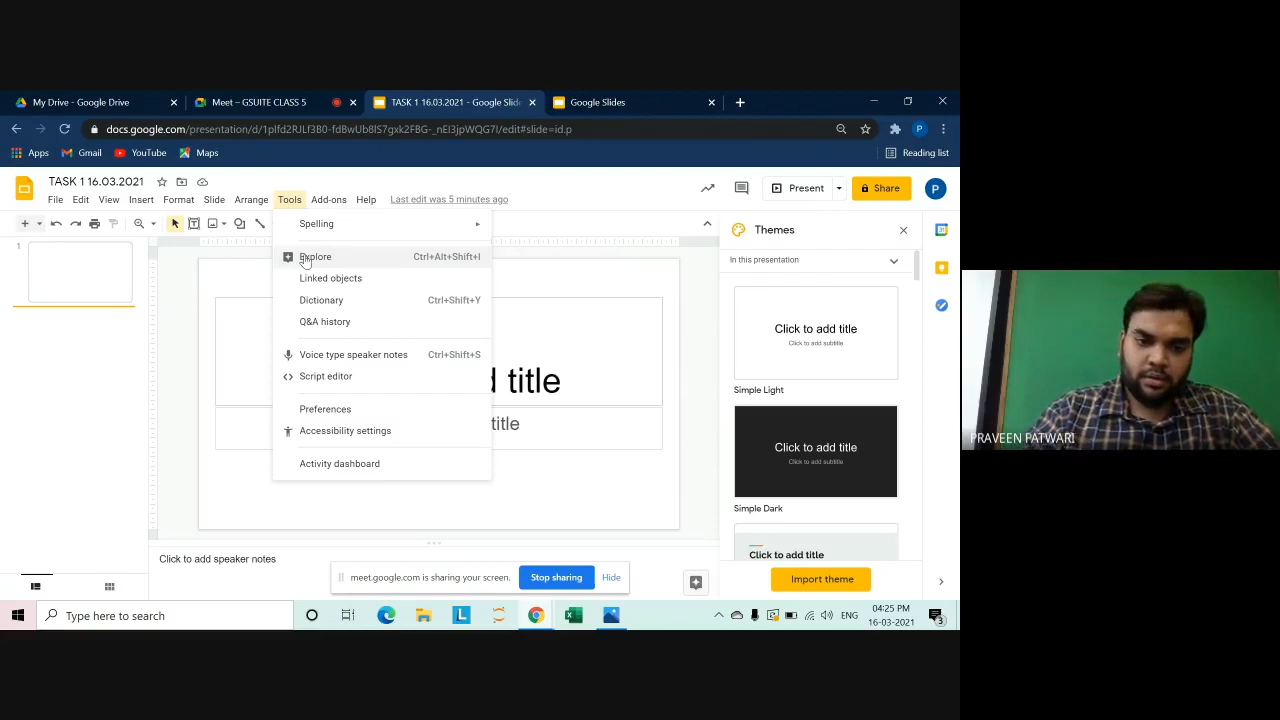 My Drive - Google Drive
Meet – GSUITE CLASS 5
TASK 1 16.03.2021 - Google Slid
Google Slides
docs.google.com/presentation/d/1plfd2RJLf3B0-fdBwUb8lS7gxk2FBG-_nEI3jpWQG7I/edit#slide=id.p
P
Apps
Gmail
YouTube
Maps
Reading list
TASK 1 16.03.2021
Present
Share
P
File Edit View Insert Format Slide Arrange Tools Add-ons Help Last edit was 5 minutes ago
Spelling
Explore Ctrl+Alt+Shift+I
Linked objects
Dictionary Ctrl+Shift+Y
Q&A history
Voice type speaker notes Ctrl+Shift+S
Script editor
Preferences
Accessibility settings
Activity dashboard
1
d title
title
Click to add speaker notes
Themes
In this presentation
Click to add title
Click to add subtitle
Simple Light
Click to add title
Click to add subtitle
Simple Dark
Click to add title
Import theme
meet.google.com is sharing your screen.
Stop sharing
Hide
PRAVEEN PATWARI
Type here to search
L
ENG
04:25 PM
16-03-2021
3